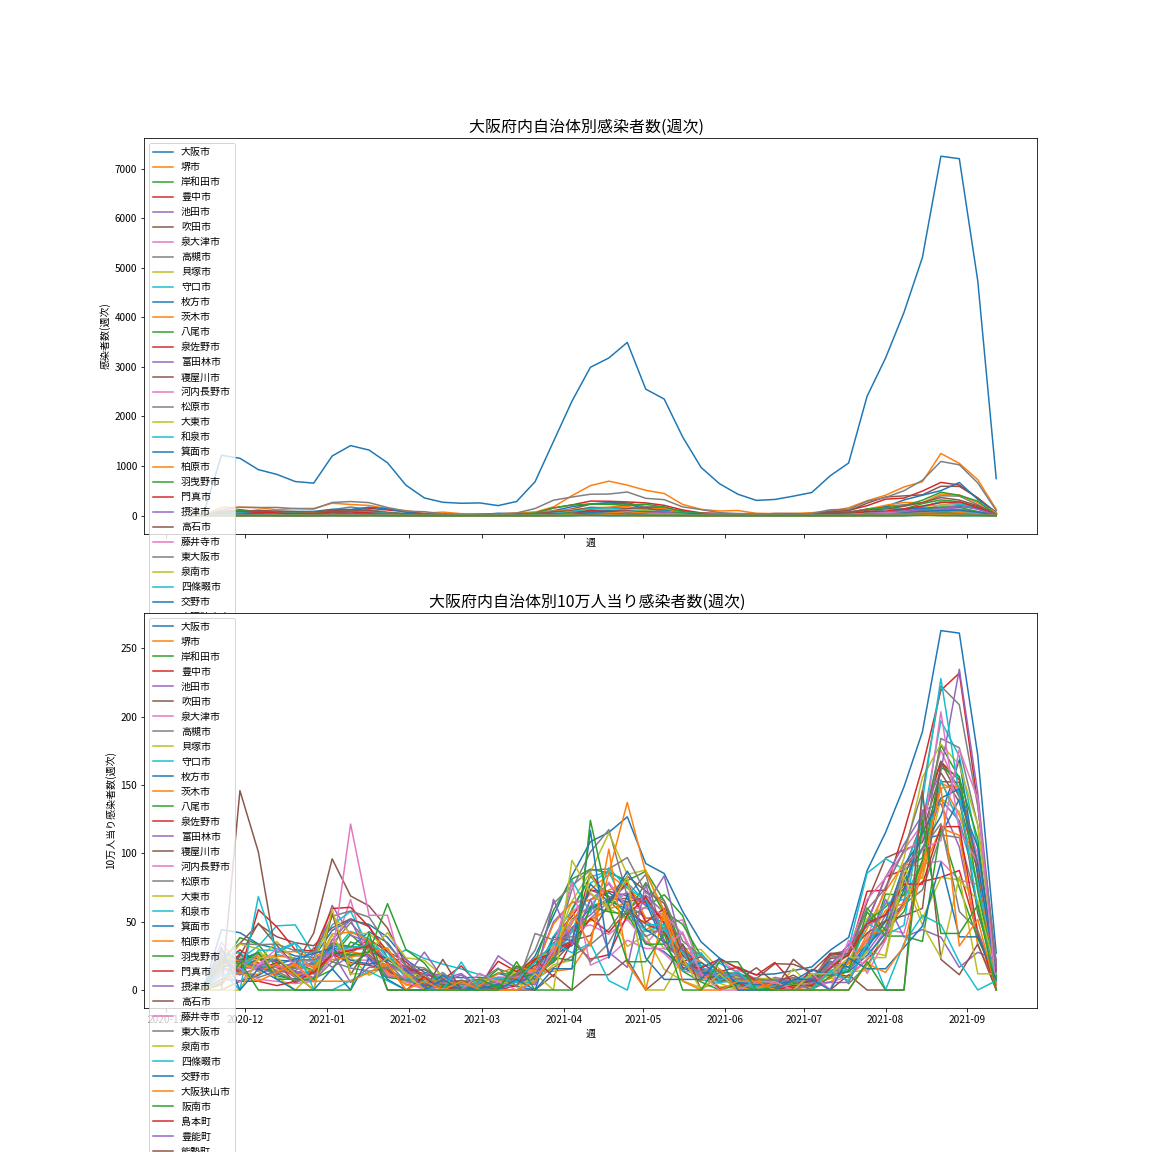 大阪府内自治体別感染者数(週次)
大阪市
堺市
岸和田市
豊中市
池田市
吹田市
泉大津市
高槻市
貝塚市
守口市
枚方市
茨木市
八尾市
泉佐野市
富田林市
寝屋川市
河内長野市
松原市
大東市
和泉市
箕面市
柏原市
羽曳野市
門真市
摂津市
高石市
藤井寺市
東大阪市
泉南市
四條畷市
交野市
7000
6000
5000
4000
3000
2000
1000
0
感染者数(週次)
週
大阪府内自治体別10万人当り感染者数(週次)
大阪市
堺市
岸和田市
豊中市
池田市
吹田市
泉大津市
高槻市
貝塚市
守口市
枚方市
茨木市
八尾市
泉佐野市
富田林市
寝屋川市
河内長野市
松原市
大東市
和泉市
箕面市
柏原市
羽曳野市
門真市
摂津市
高石市
藤井寺市
東大阪市
泉南市
四條畷市
交野市
大阪狭山市
阪南市
島本町
豊能町
能勢町
250
200
150
100
50
0
10万人当り感染者数(週次)
2020-12
2021-01
2021-02
2021-03
2021-04
2021-05
2021-06
2021-07
2021-08
2021-09
週